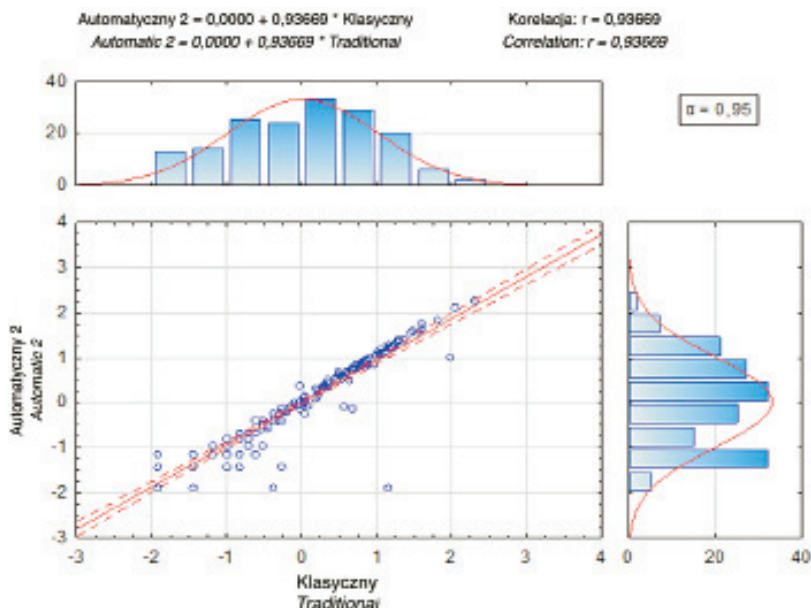 Automatyczny 2 = 0,0000 + 0,93669 * Klasyczny
Automatic 2 = 0,0000 + 0,93669 * Traditional
Korelacja: r = 0,93669
Correlation: r = 0,93669
40
20
0
α = 0,95
4
3
2
1
0
-1
-2
-3
Automatyczny 2
Automatic 2
-3 -2 -1 0 1 2 3 4
Klasyczny
Traditional
0 20 40